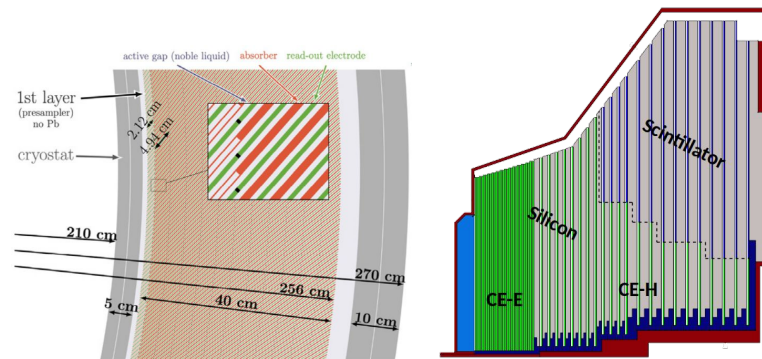 active gap (noble liquid)
absorber
read-out electrode
1st layer
(presampler)
no Pb
2.12 cm
4.94 cm
cryostat
210 cm
270 cm
256 cm
40 cm
5 cm
10 cm
Scintillator
Silicon
CE-E
CE-H